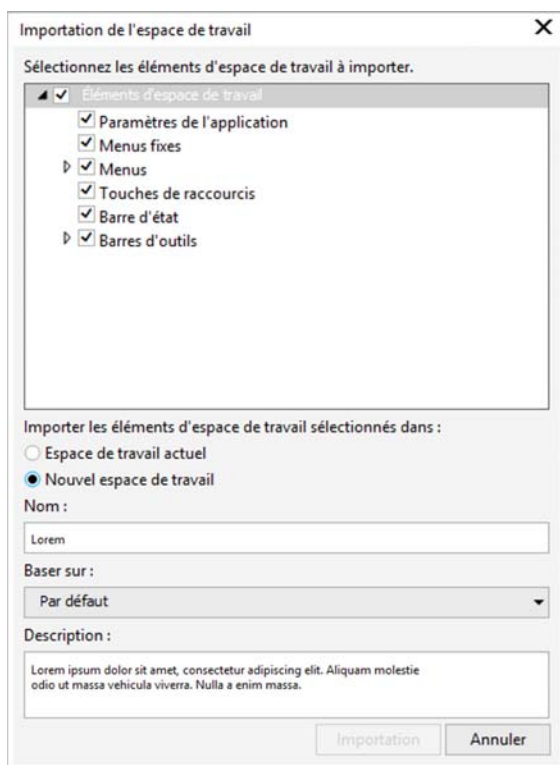 Importation de l'espace de travail
Sélectionnez les éléments d'espace de travail à importer.
Éléments d'espace de travail
Paramètres de l'application
Menus fixes
Menus
Touches de raccourcis
Barre d'état
Barres d'outils
Importer les éléments d'espace de travail sélectionnés dans :
Espace de travail actuel
Nouvel espace de travail
Nom :
Lorem
Baser sur :
Par défaut
Description :
Lorem ipsum dolor sit amet, consectetur adipiscing elit. Aliquam molestie
odio ut massa vehicula viverra. Nulla a enim massa.
Importation Annuler